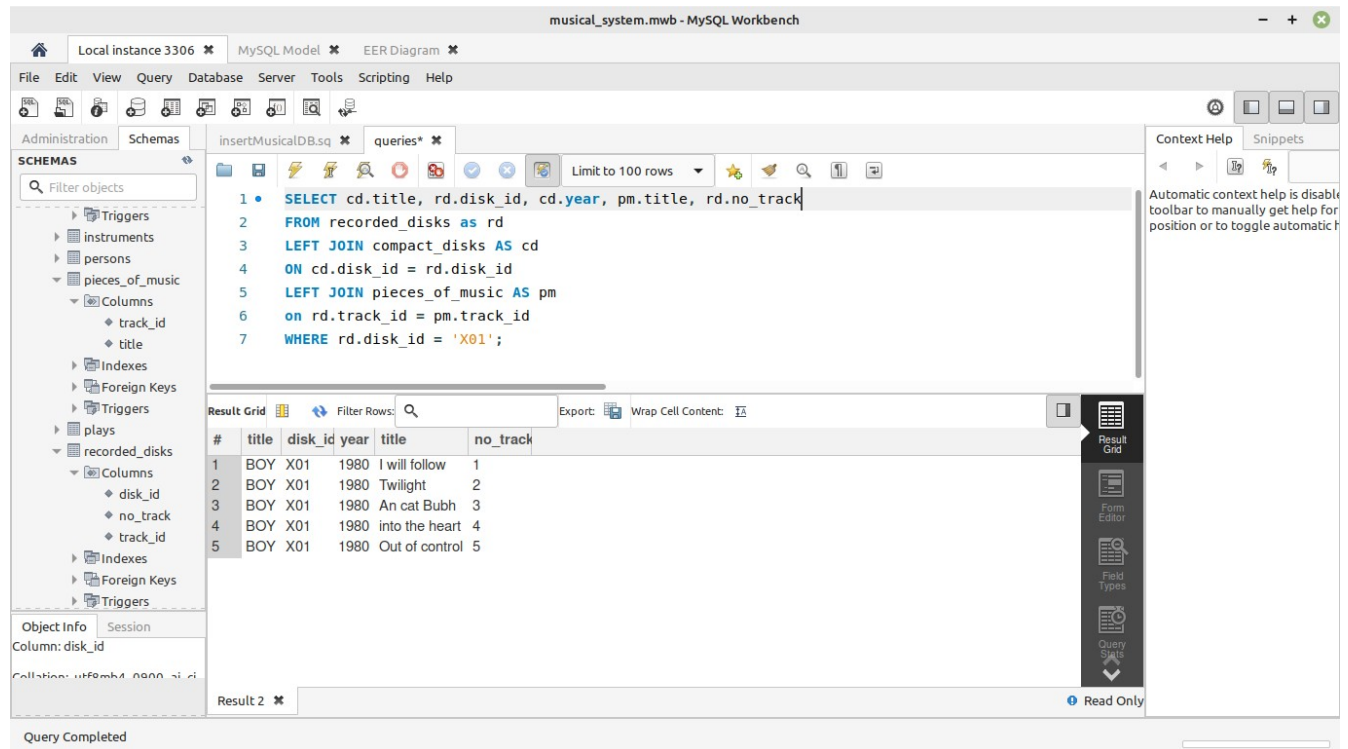 musical_system.mwb - MySQL Workbench
Local instance 3306 MySQL Model EER Diagram
File Edit View Query Database Server Tools Scripting Help
Administration Schemas
SCHEMAS
Filter objects
Triggers
instruments
persons
pieces_of_music
Columns
track_id
title
Indexes
Foreign Keys
Triggers
plays
recorded_disks
Columns
disk_id
no_track
track_id
Indexes
Foreign Keys
Triggers
Object Info Session
Column: disk_id
Collation: utf8mb4_0900_ai_ci
insertMusicalDB.sq queries*
Limit to 100 rows
1 SELECT cd.title, rd.disk_id, cd.year, pm.title, rd.no_track
2 FROM recorded_disks as rd
3 LEFT JOIN compact_disks AS cd
4 ON cd.disk_id = rd.disk_id
5 LEFT JOIN pieces_of_music AS pm
6 on rd.track_id = pm.track_id
7 WHERE rd.disk_id = 'X01';
Result Grid Filter Rows: Export: Wrap Cell Content:
# title disk_id year title no_track
1 BOY X01 1980 I will follow 1
2 BOY X01 1980 Twilight 2
3 BOY X01 1980 An cat Bubh 3
4 BOY X01 1980 into the heart 4
5 BOY X01 1980 Out of control 5
Result
Grid
Form
Editor
Field
Types
Query
Stats
Result 2 Read Only
Context Help Snippets
Automatic context help is disable
toolbar to manually get help for
position or to toggle automatic h
Query Completed